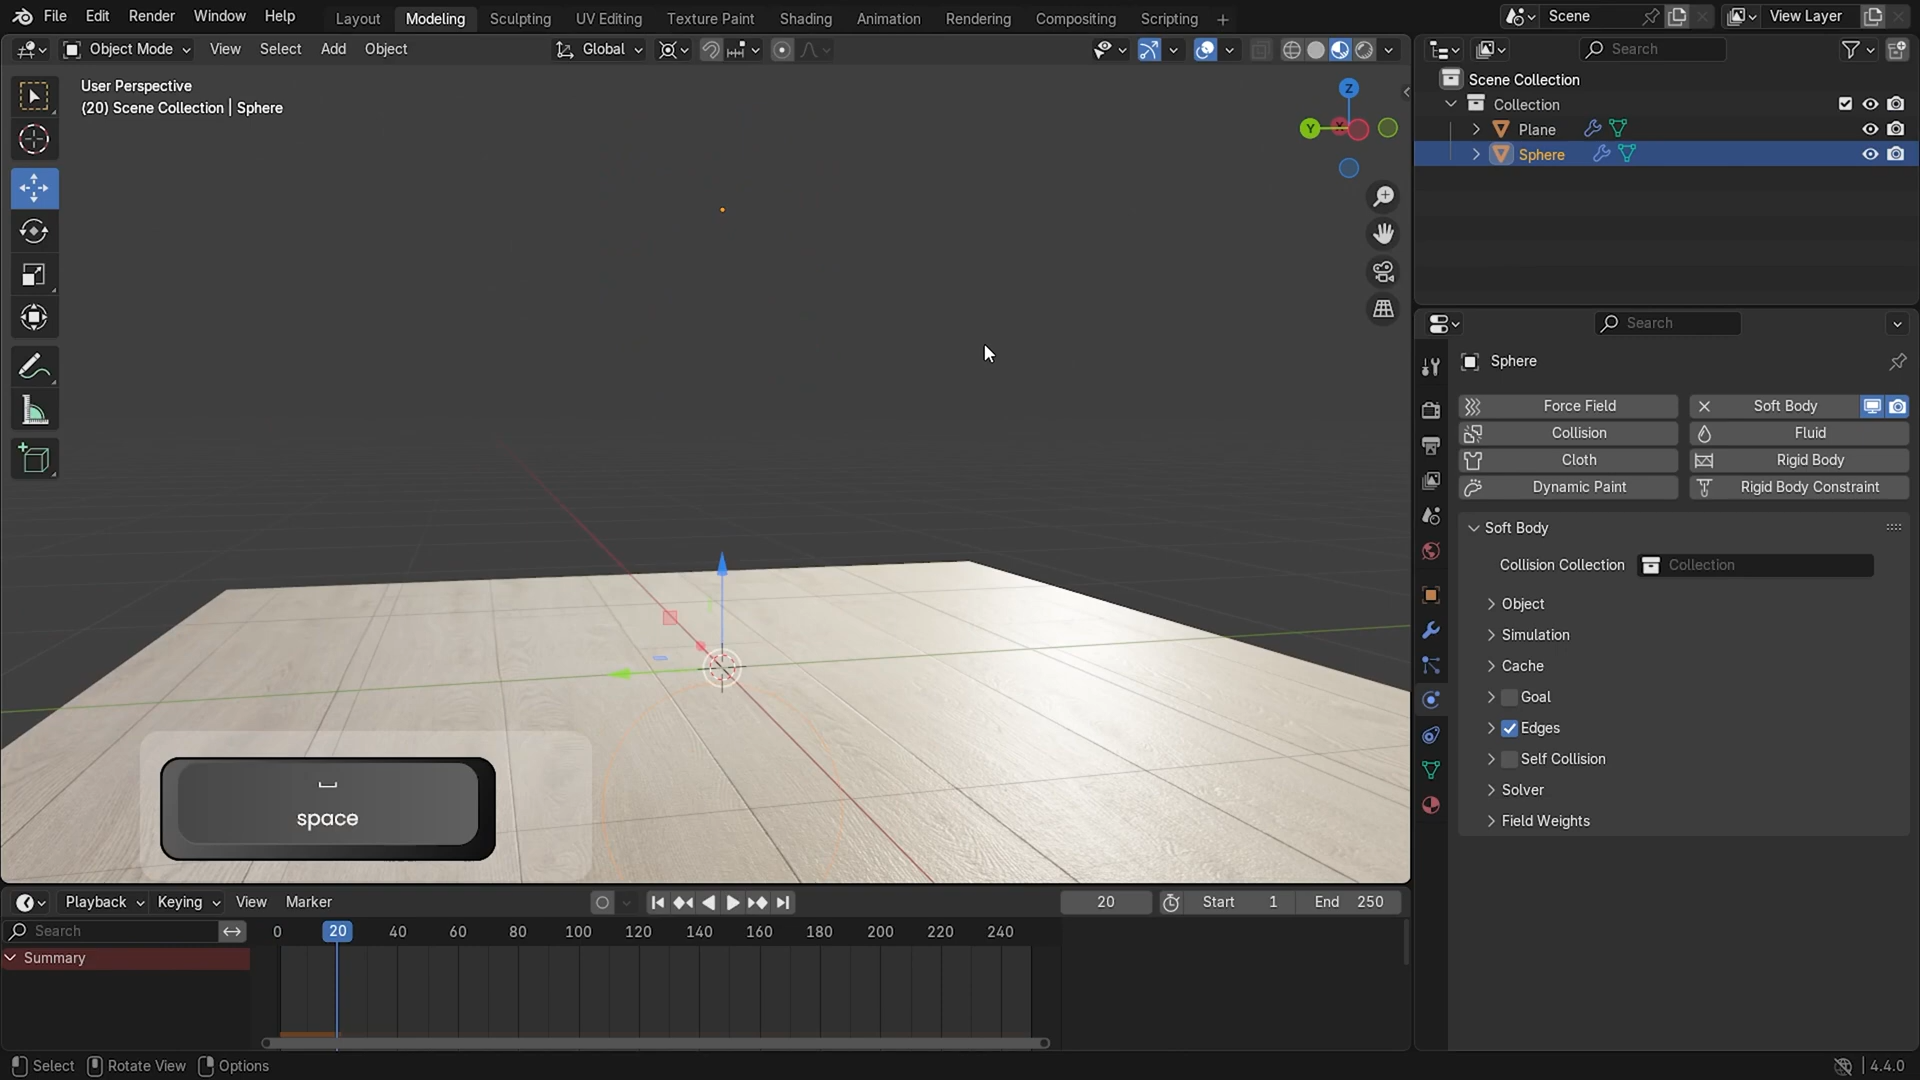 File Edit Render Window Help
Layout Modeling Sculpting UV Editing Texture Paint Shading Animation Rendering Compositing Scripting +
Scene
View Layer
Object Mode View Select Add Object
Global
Search
User Perspective
(20) Scene Collection | Sphere
Z
Y
X
Scene Collection
Collection
Plane
Sphere
Search
Sphere
Force Field
Soft Body
Collision
Fluid
Cloth
Rigid Body
Dynamic Paint
Rigid Body Constraint
Soft Body
Collision Collection
Collection
Object
Simulation
Cache
Goal
Edges
Self Collision
Solver
Field Weights
space
Playback Keying View Marker
20
Start 1
End 250
Search
0 20 40 60 80 100 120 140 160 180 200 220 240
Summary
Select Rotate View Options
4.4.0